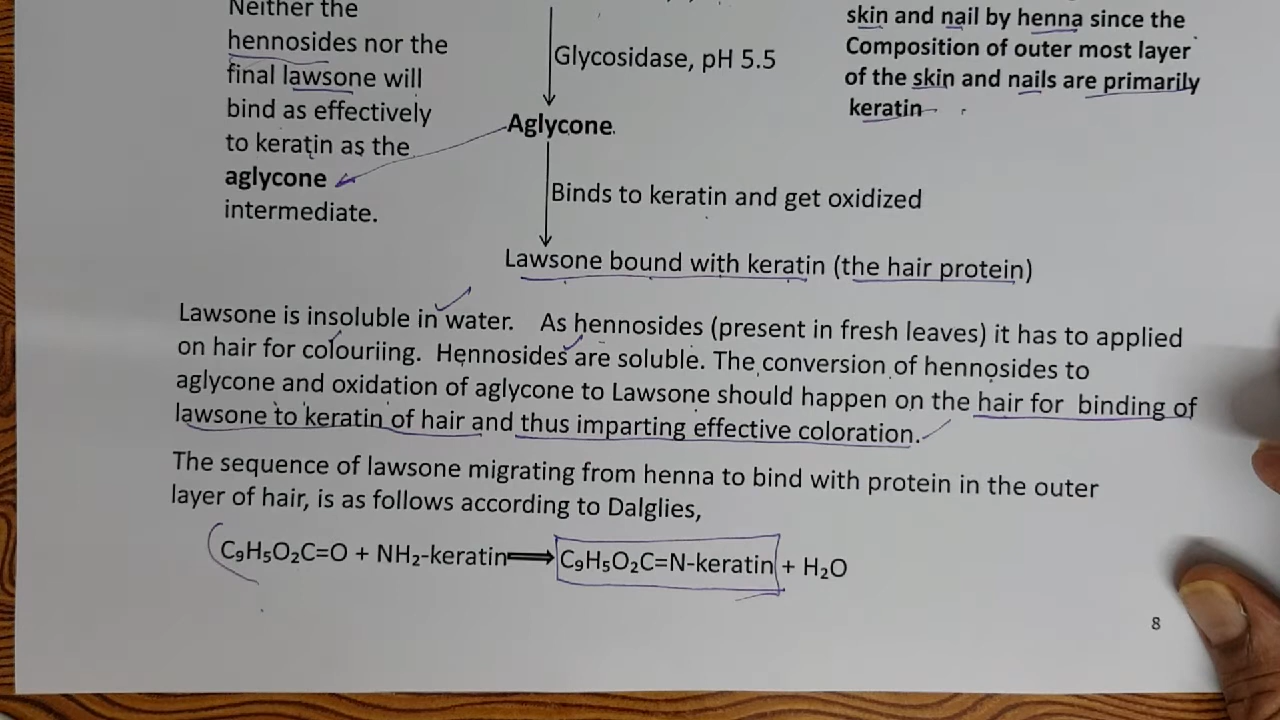 Neither the
hennosides nor the
final lawsone will
bind as effectively
to keratin as the
aglycone
intermediate.
Glycosidase, pH 5.5
Aglycone
Binds to keratin and get oxidized
Lawsone bound with keratin (the hair protein)
skin and nail by henna since the
Composition of outer most layer
of the skin and nails are primarily
keratin
Lawsone is insoluble in water. As hennosides (present in fresh leaves) it has to applied
on hair for colouriing. Hennosides are soluble. The conversion of hennosides to
aglycone and oxidation of aglycone to Lawsone should happen on the hair for binding of
lawsone to keratin of hair and thus imparting effective coloration.
The sequence of lawsone migrating from henna to bind with protein in the outer
layer of hair, is as follows according to Dalglies,
C₉H₅O₂C=O + NH₂-keratin⟹C₉H₅O₂C=N-keratin + H₂O
8